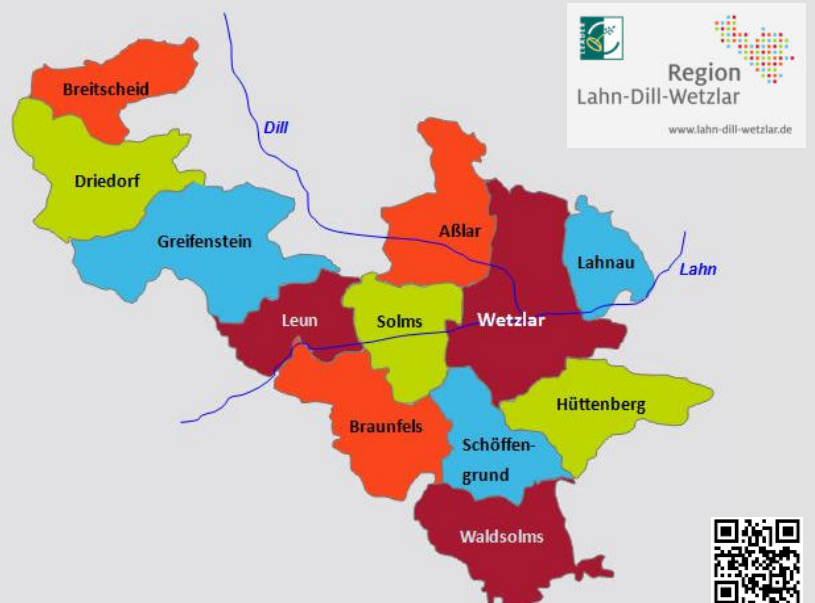 LEADER
Region
Lahn-Dill-Wetzlar
www.lahn-dill-wetzlar.de
Breitscheid
Dill
Driedorf
Aßlar
Greifenstein
Lahnau
Lahn
Leun
Solms
Wetzlar
Hüttenberg
Braunfels
Schöffen-
grund
Waldsolms